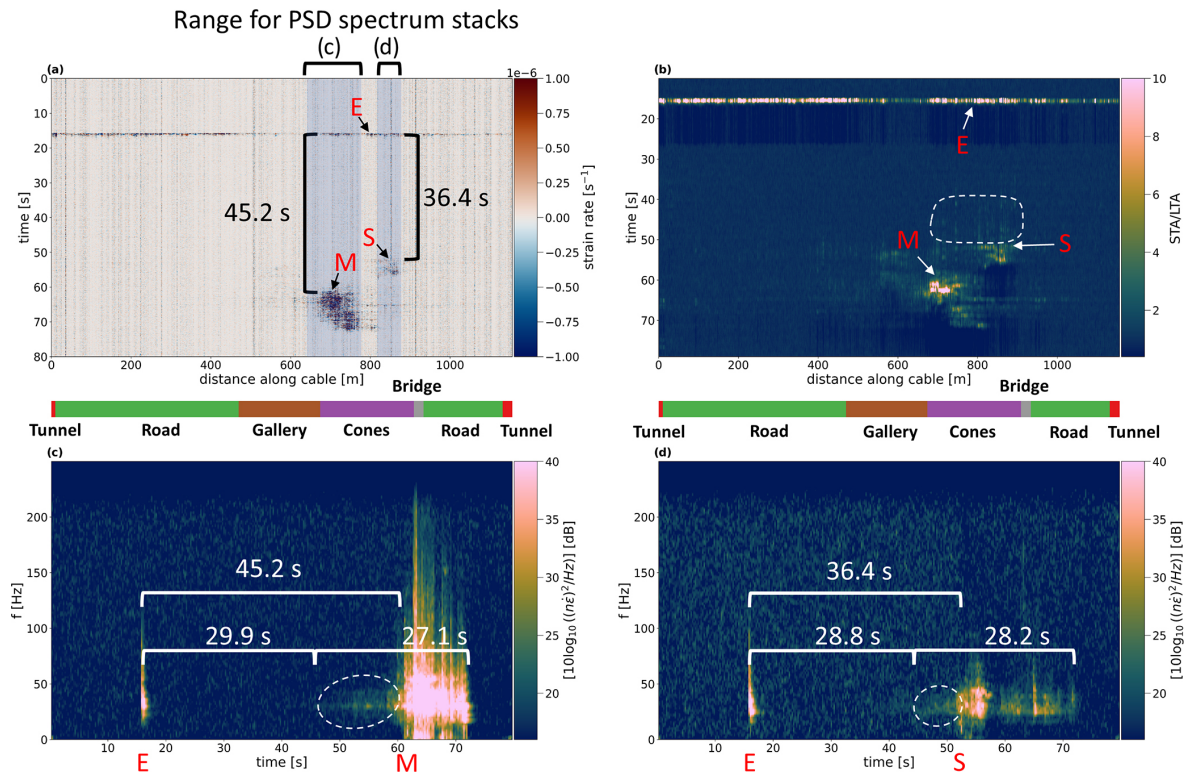 Range for PSD spectrum stacks
(c) (d)
(a)
1e−6
0
10
20
30
40
50
60
70
80
time [s]
E
45.2 s
36.4 s
S
M
0 200 400 600 800 1000
distance along cable [m]
1.00
0.75
0.50
0.25
0.00
−0.25
−0.50
−0.75
−1.00
strain rate [s−1]
(b)
20
30
40
50
60
70
time [s]
E
M
S
0 200 400 600 800 1000
distance along cable [m]
10
8
6
4
2
STA/LTA
Bridge
Tunnel Road Gallery Cones Road Tunnel
Bridge
Tunnel Road Gallery Cones Road Tunnel
(c)
200
150
100
50
0
f [Hz]
45.2 s
29.9 s 27.1 s
10 20 30 40 50 60 70
time [s]
E M
40
35
30
25
20
[10log10((nε̇)2/Hz)] [dB]
(d)
200
150
100
50
0
f [Hz]
36.4 s
28.8 s 28.2 s
10 20 30 40 50 60 70
time [s]
E S
40
35
30
25
20
[10log10((nε̇)2/Hz)] [dB]